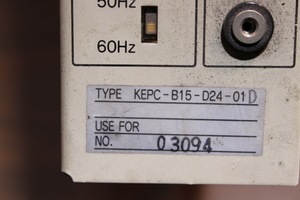 50Hz
60Hz
TYPE KEPC-B15-D24-01D
USE FOR
NO. 03094